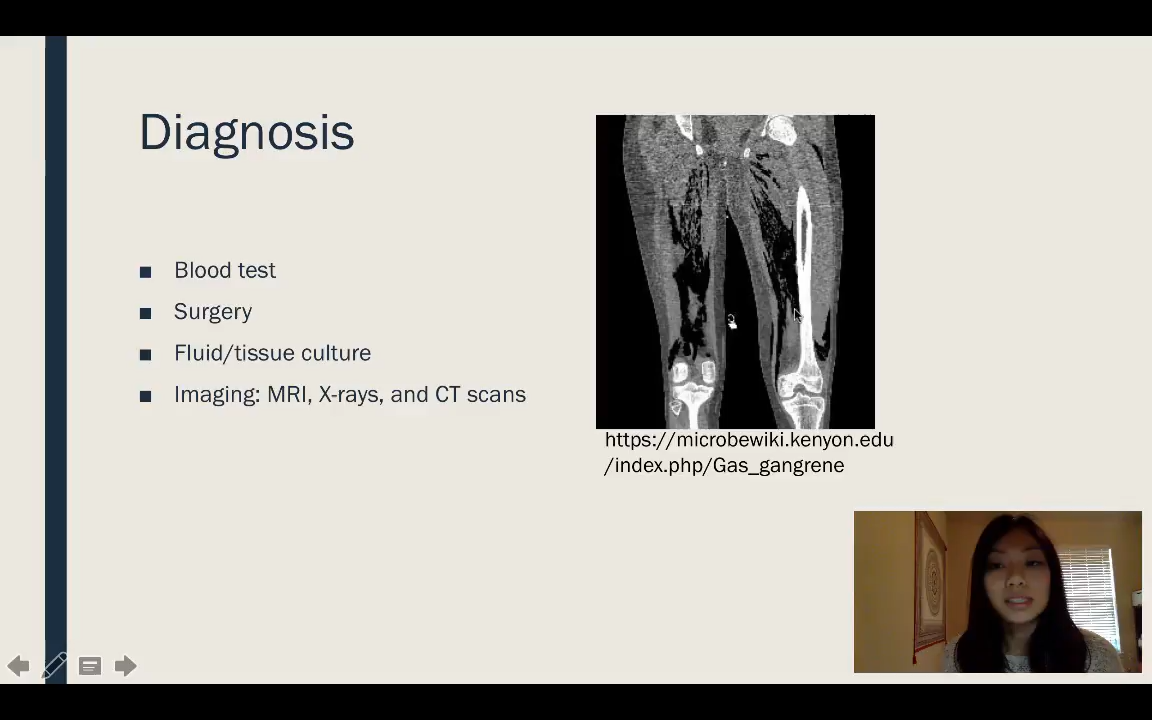 Diagnosis
Blood test
Surgery
Fluid/tissue culture
Imaging: MRI, X-rays, and CT scans
https://microbewiki.kenyon.edu
/index.php/Gas_gangrene